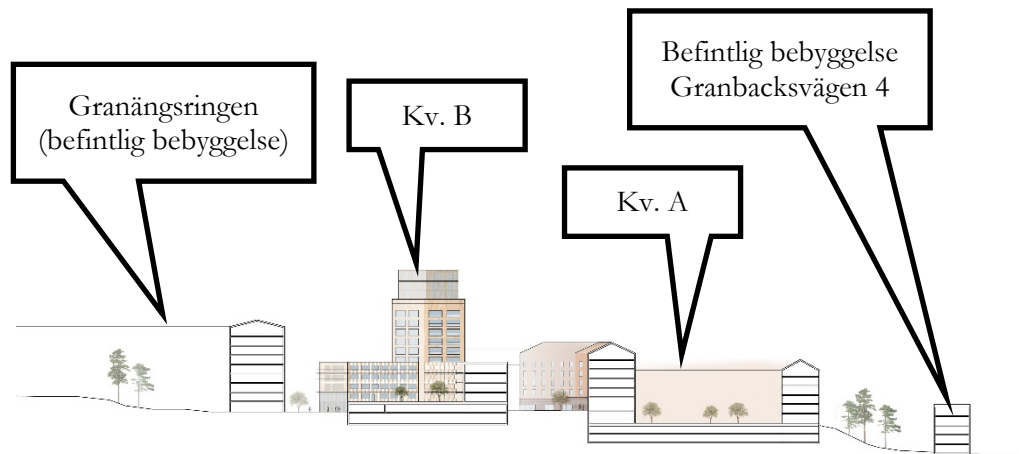 Granängsringen
(befintlig bebyggelse)
Kv. B
Kv. A
Befintlig bebyggelse
Granbacksvägen 4